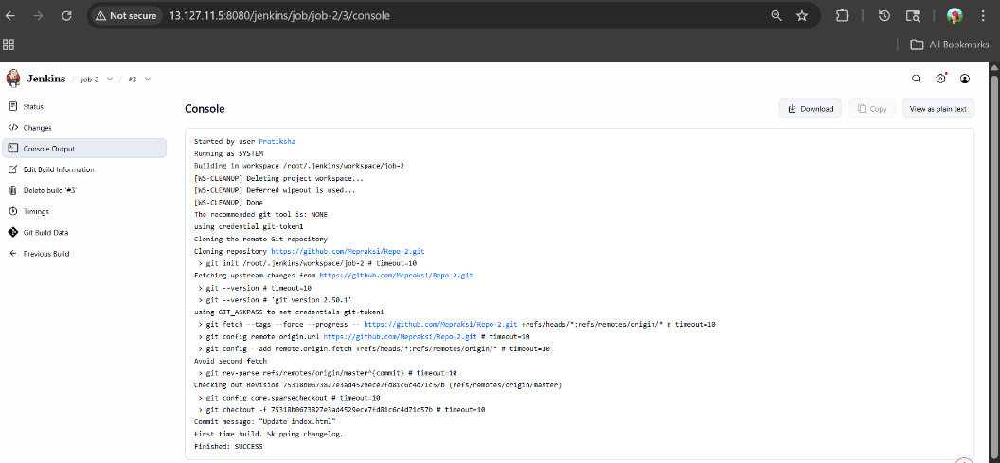 Not secure 13.127.11.5:8080/jenkins/job/job-2/3/console
All Bookmarks
Jenkins / job-2 / #3
Status
Changes
Console Output
Edit Build Information
Delete build '#3'
Timings
Git Build Data
Previous Build
Console
Download Copy View as plain text
Started by user Pratiksha
Running as SYSTEM
Building in workspace /root/.jenkins/workspace/job-2
[WS-CLEANUP] Deleting project workspace...
[WS-CLEANUP] Deferred wipeout is used...
[WS-CLEANUP] Done
The recommended git tool is: NONE
using credential git-token1
Cloning the remote Git repository
Cloning repository https://github.com/Mepraksi/Repo-2.git
> git init /root/.jenkins/workspace/job-2 # timeout=10
Fetching upstream changes from https://github.com/Mepraksi/Repo-2.git
> git --version # timeout=10
> git --version # 'git version 2.50.1'
using GIT_ASKPASS to set credentials git-token1
> git fetch --tags --force --progress -- https://github.com/Mepraksi/Repo-2.git +refs/heads/*:refs/remotes/origin/* # timeout=10
> git config remote.origin.url https://github.com/Mepraksi/Repo-2.git # timeout=10
> git config --add remote.origin.fetch +refs/heads/*:refs/remotes/origin/* # timeout=10
Avoid second fetch
> git rev-parse refs/remotes/origin/master^{commit} # timeout=10
Checking out Revision 75318b0673827e3ad4529ece7fd81c6c4d71c57b (refs/remotes/origin/master)
> git config core.sparsecheckout # timeout=10
> git checkout -f 75318b0673827e3ad4529ece7fd81c6c4d71c57b # timeout=10
Commit message: "Update index.html"
First time build. Skipping changelog.
Finished: SUCCESS